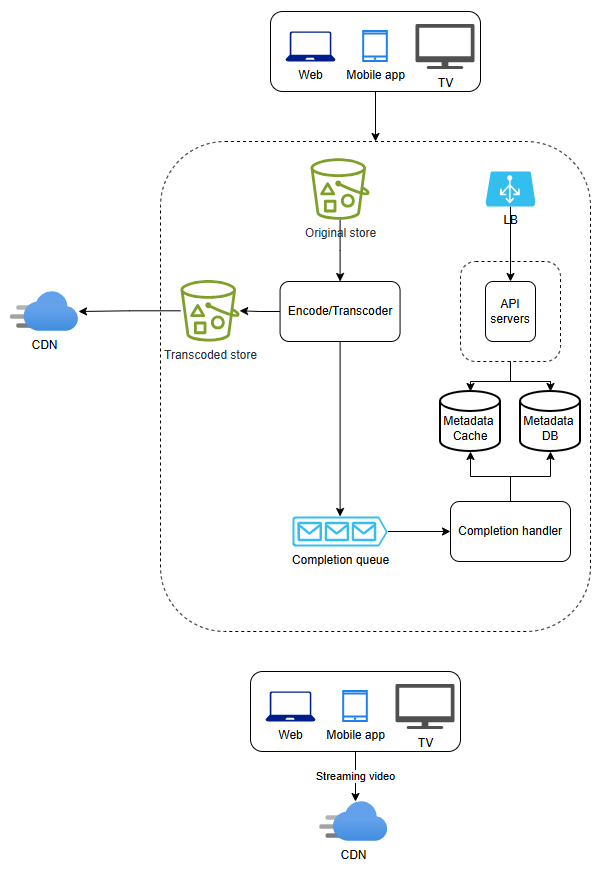 Web
Mobile app
TV
Original store
LB
Encode/Transcoder
API
servers
CDN
Transcoded store
Metadata
Cache
Metadata
DB
Completion queue
Completion handler
Web
Mobile app
TV
Streaming video
CDN